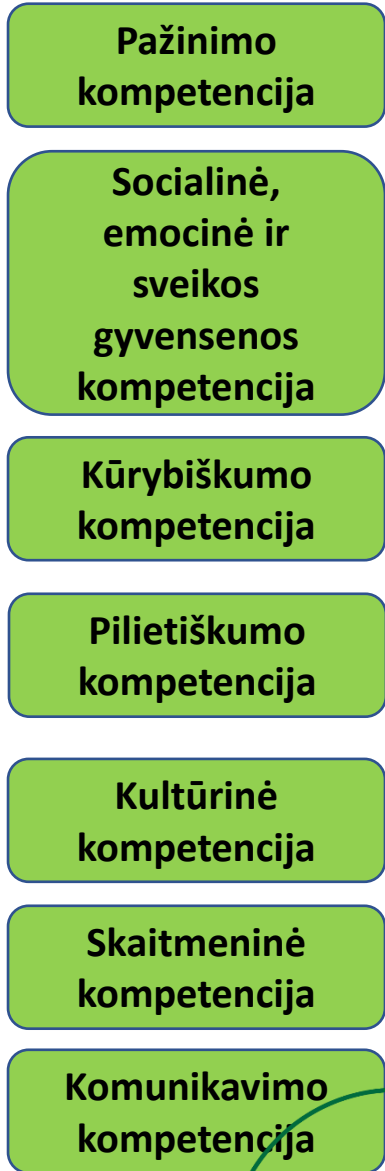 Pažinimo
kompetencija
Socialinė,
emocinė ir
sveikos
gyvensenos
kompetencija
Kūrybiškumo
kompetencija
Pilietiškumo
kompetencija
Kultūrinė
kompetencija
Skaitmeninė
kompetencija
Komunikavimo
kompetencija